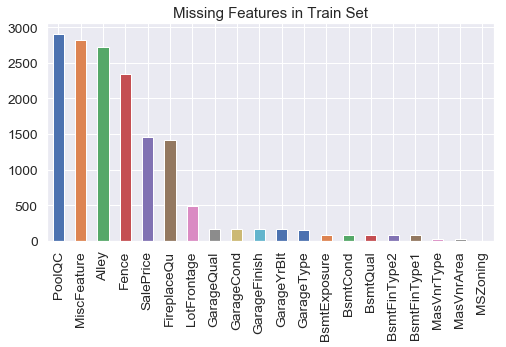 Missing Features in Train Set
3000
2500
2000
1500
1000
500
0
PoolQC
MiscFeature
Alley
Fence
SalePrice
FireplaceQu
LotFrontage
GarageQual
GarageCond
GarageFinish
GarageYrBlt
GarageType
BsmtExposure
BsmtCond
BsmtQual
BsmtFinType2
BsmtFinType1
MasVnrType
MasVnrArea
MSZoning